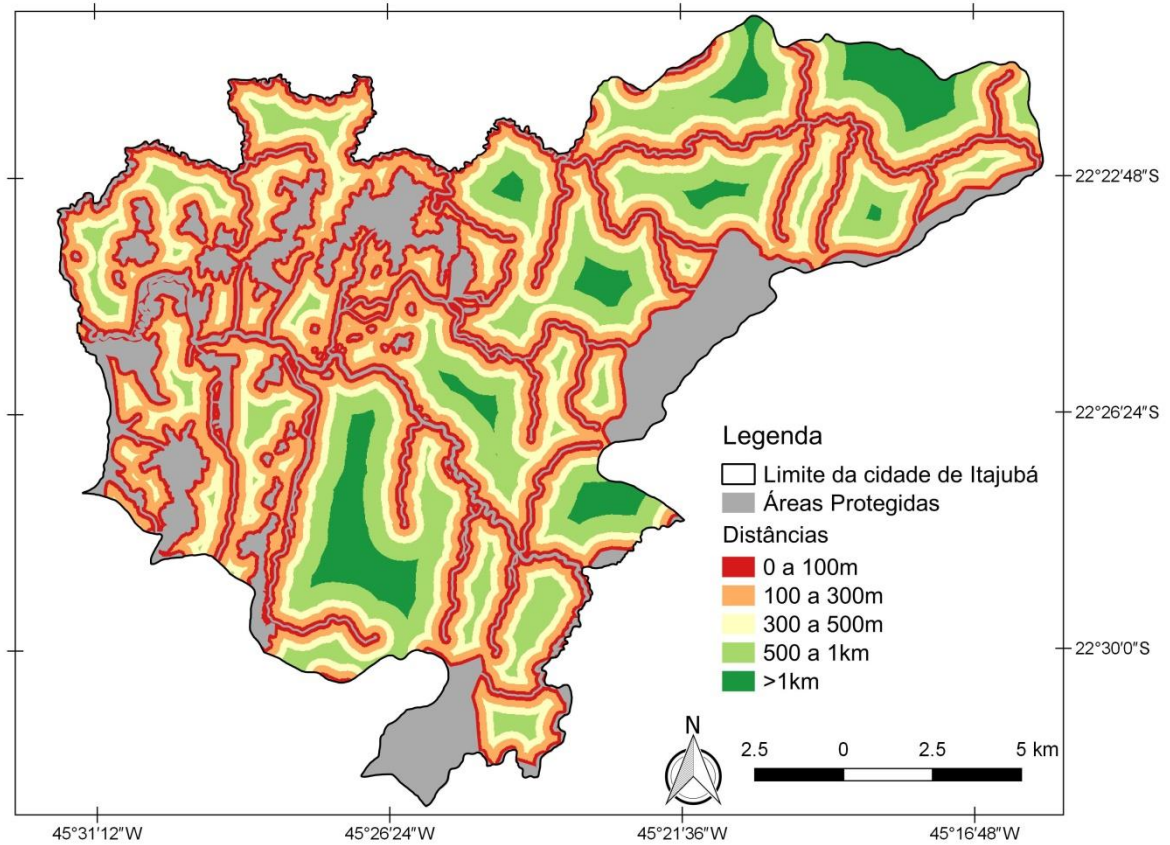 22°22'48"S
22°26'24"S
Legenda
Limite da cidade de Itajubá
Áreas Protegidas
Distâncias
0 a 100m
100 a 300m
300 a 500m
500 a 1km
>1km
22°30'0"S
N
2.5 0 2.5 5 km
45°31'12"W 45°26'24"W 45°21'36"W 45°16'48"W